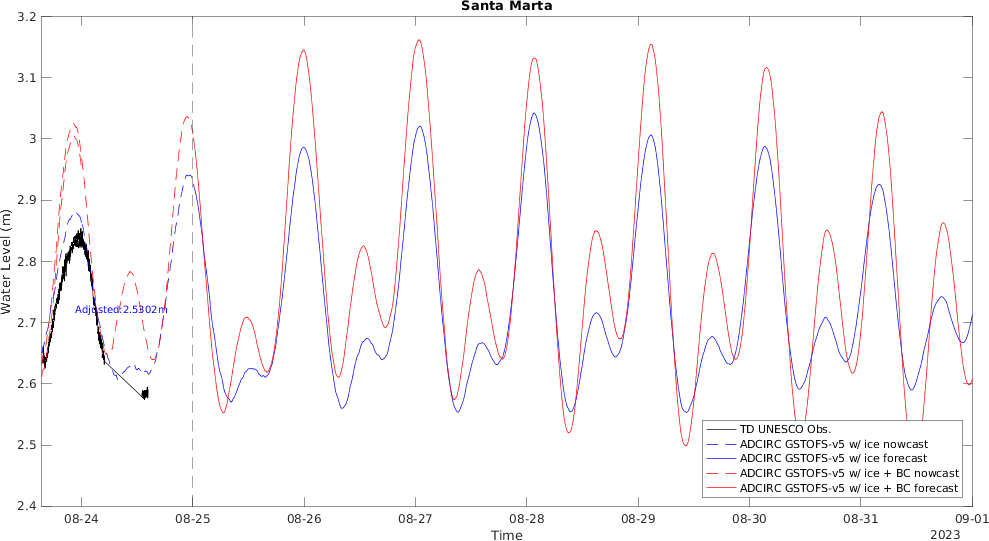 Santa Marta
3.2
3.1
3
2.9
2.8
2.7
2.6
2.5
2.4
Water Level (m)
Adjusted:2.5302m
TD UNESCO Obs.
ADCIRC GSTOFS-v5 w/ ice nowcast
ADCIRC GSTOFS-v5 w/ ice forecast
ADCIRC GSTOFS-v5 w/ ice + BC nowcast
ADCIRC GSTOFS-v5 w/ ice + BC forecast
08-24 08-25 08-26 08-27 08-28 08-29 08-30 08-31 09-01
Time
2023